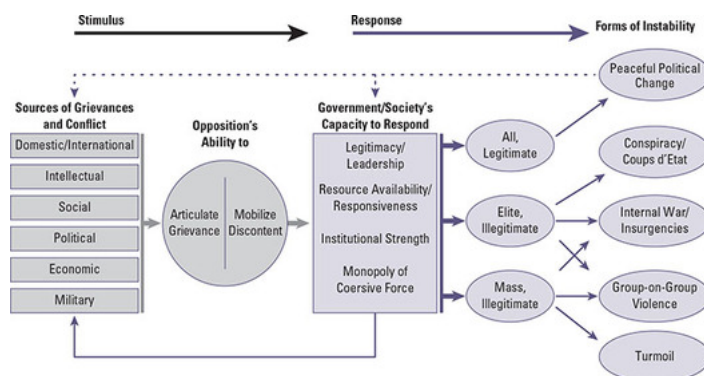 Stimulus
Response
Forms of Instability
Peaceful Political
Change
Sources of Grievances
and Conflict
Domestic/International
Intellectual
Social
Political
Economic
Military
Opposition's
Ability to
Articulate
Grievance
Mobilize
Discontent
Government/Society's
Capacity to Respond
Legitimacy/
Leadership
Resource Availability/
Responsiveness
Institutional Strength
Monopoly of
Coersive Force
All,
Legitimate
Elite,
Illegitimate
Mass,
Illegitimate
Conspiracy/
Coups d'Etat
Internal War/
Insurgencies
Group-on-Group
Violence
Turmoil